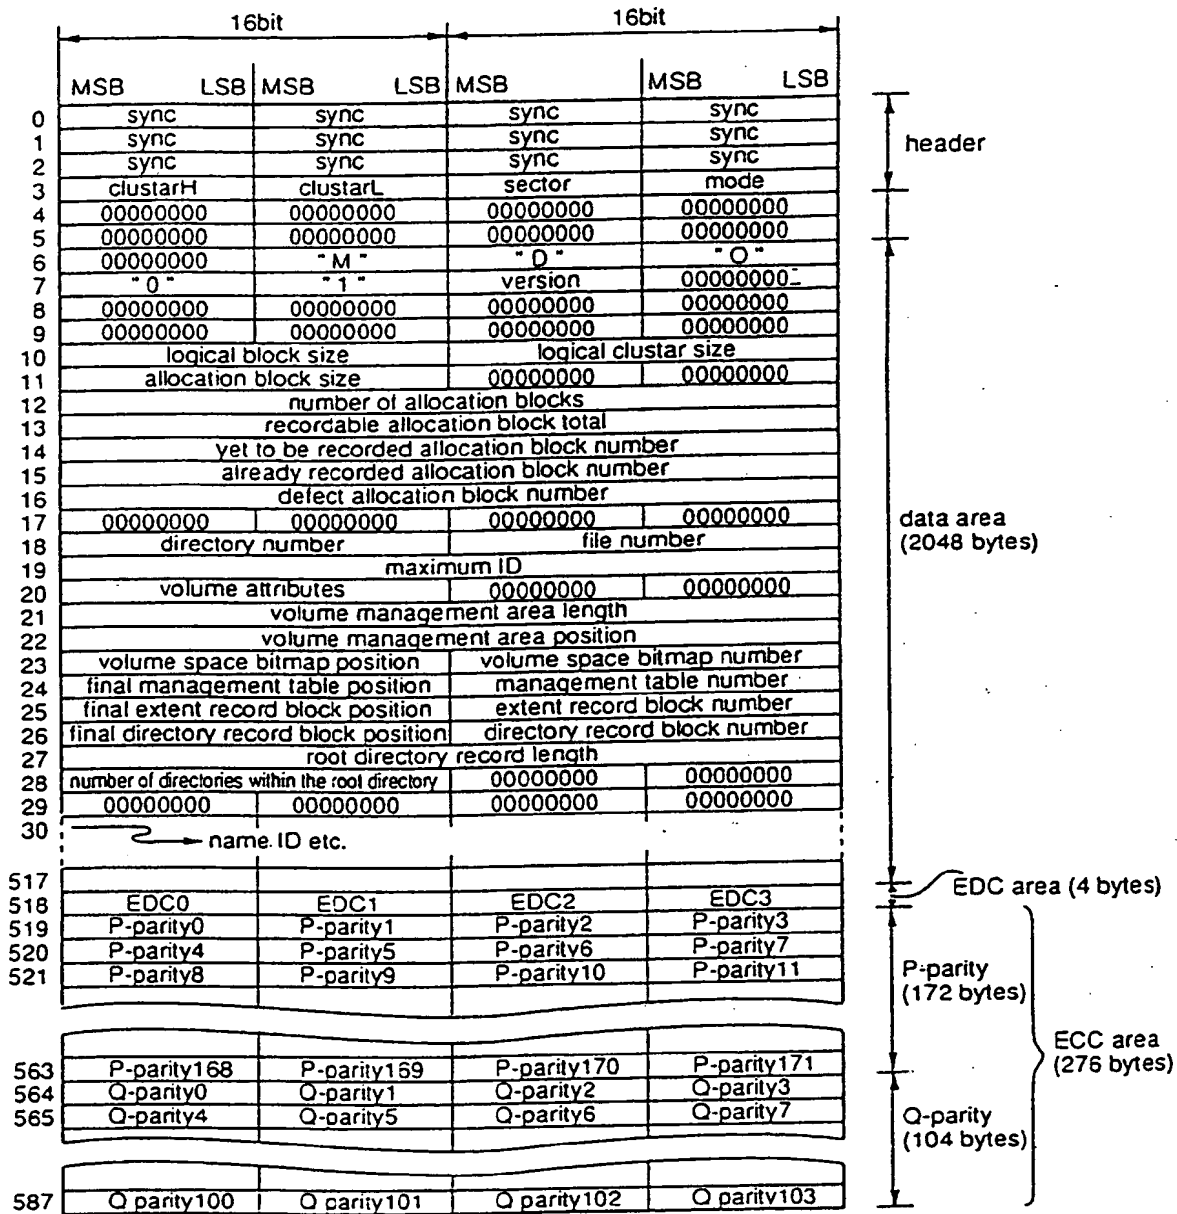 16bit 16bit
MSB LSB MSB LSB MSB MSB LSB
0 sync sync sync sync
1 sync sync sync sync
2 sync sync sync sync
3 clustarH clustarL sector mode
header
4 00000000 00000000 00000000 00000000
5 00000000 00000000 00000000 00000000
6 00000000 "M" "D" "O"
7 "0" "1" version 00000000
8 00000000 00000000 00000000 00000000
9 00000000 00000000 00000000 00000000
10 logical block size logical clustar size
11 allocation block size 00000000 00000000
12 number of allocation blocks
13 recordable allocation block total
14 yet to be recorded allocation block number
15 already recorded allocation block number
16 defect allocation block number
17 00000000 00000000 00000000 00000000
18 directory number file number
data area
(2048 bytes)
19 maximum ID
20 volume attributes 00000000 00000000
21 volume management area length
22 volume management area position
23 volume space bitmap position volume space bitmap number
24 final management table position management table number
25 final extent record block position extent record block number
26 final directory record block position directory record block number
27 root directory record length
28 number of directories within the root directory 00000000 00000000
29 00000000 00000000 00000000 00000000
30 name. ID etc.
517
EDC area (4 bytes)
518 EDC0 EDC1 EDC2 EDC3
519 P-parity0 P-parity1 P-parity2 P-parity3
520 P-parity4 P-parity5 P-parity6 P-parity7
521 P-parity8 P-parity9 P-parity10 P-parity11
P-parity
(172 bytes)
ECC area
(276 bytes)
563 P-parity168 P-parity169 P-parity170 P-parity171
564 Q-parity0 Q-parity1 Q-parity2 Q-parity3
565 Q-parity4 Q-parity5 Q-parity6 Q-parity7
Q-parity
(104 bytes)
587 Q parity100 Q parity101 Q parity102 Q parity103